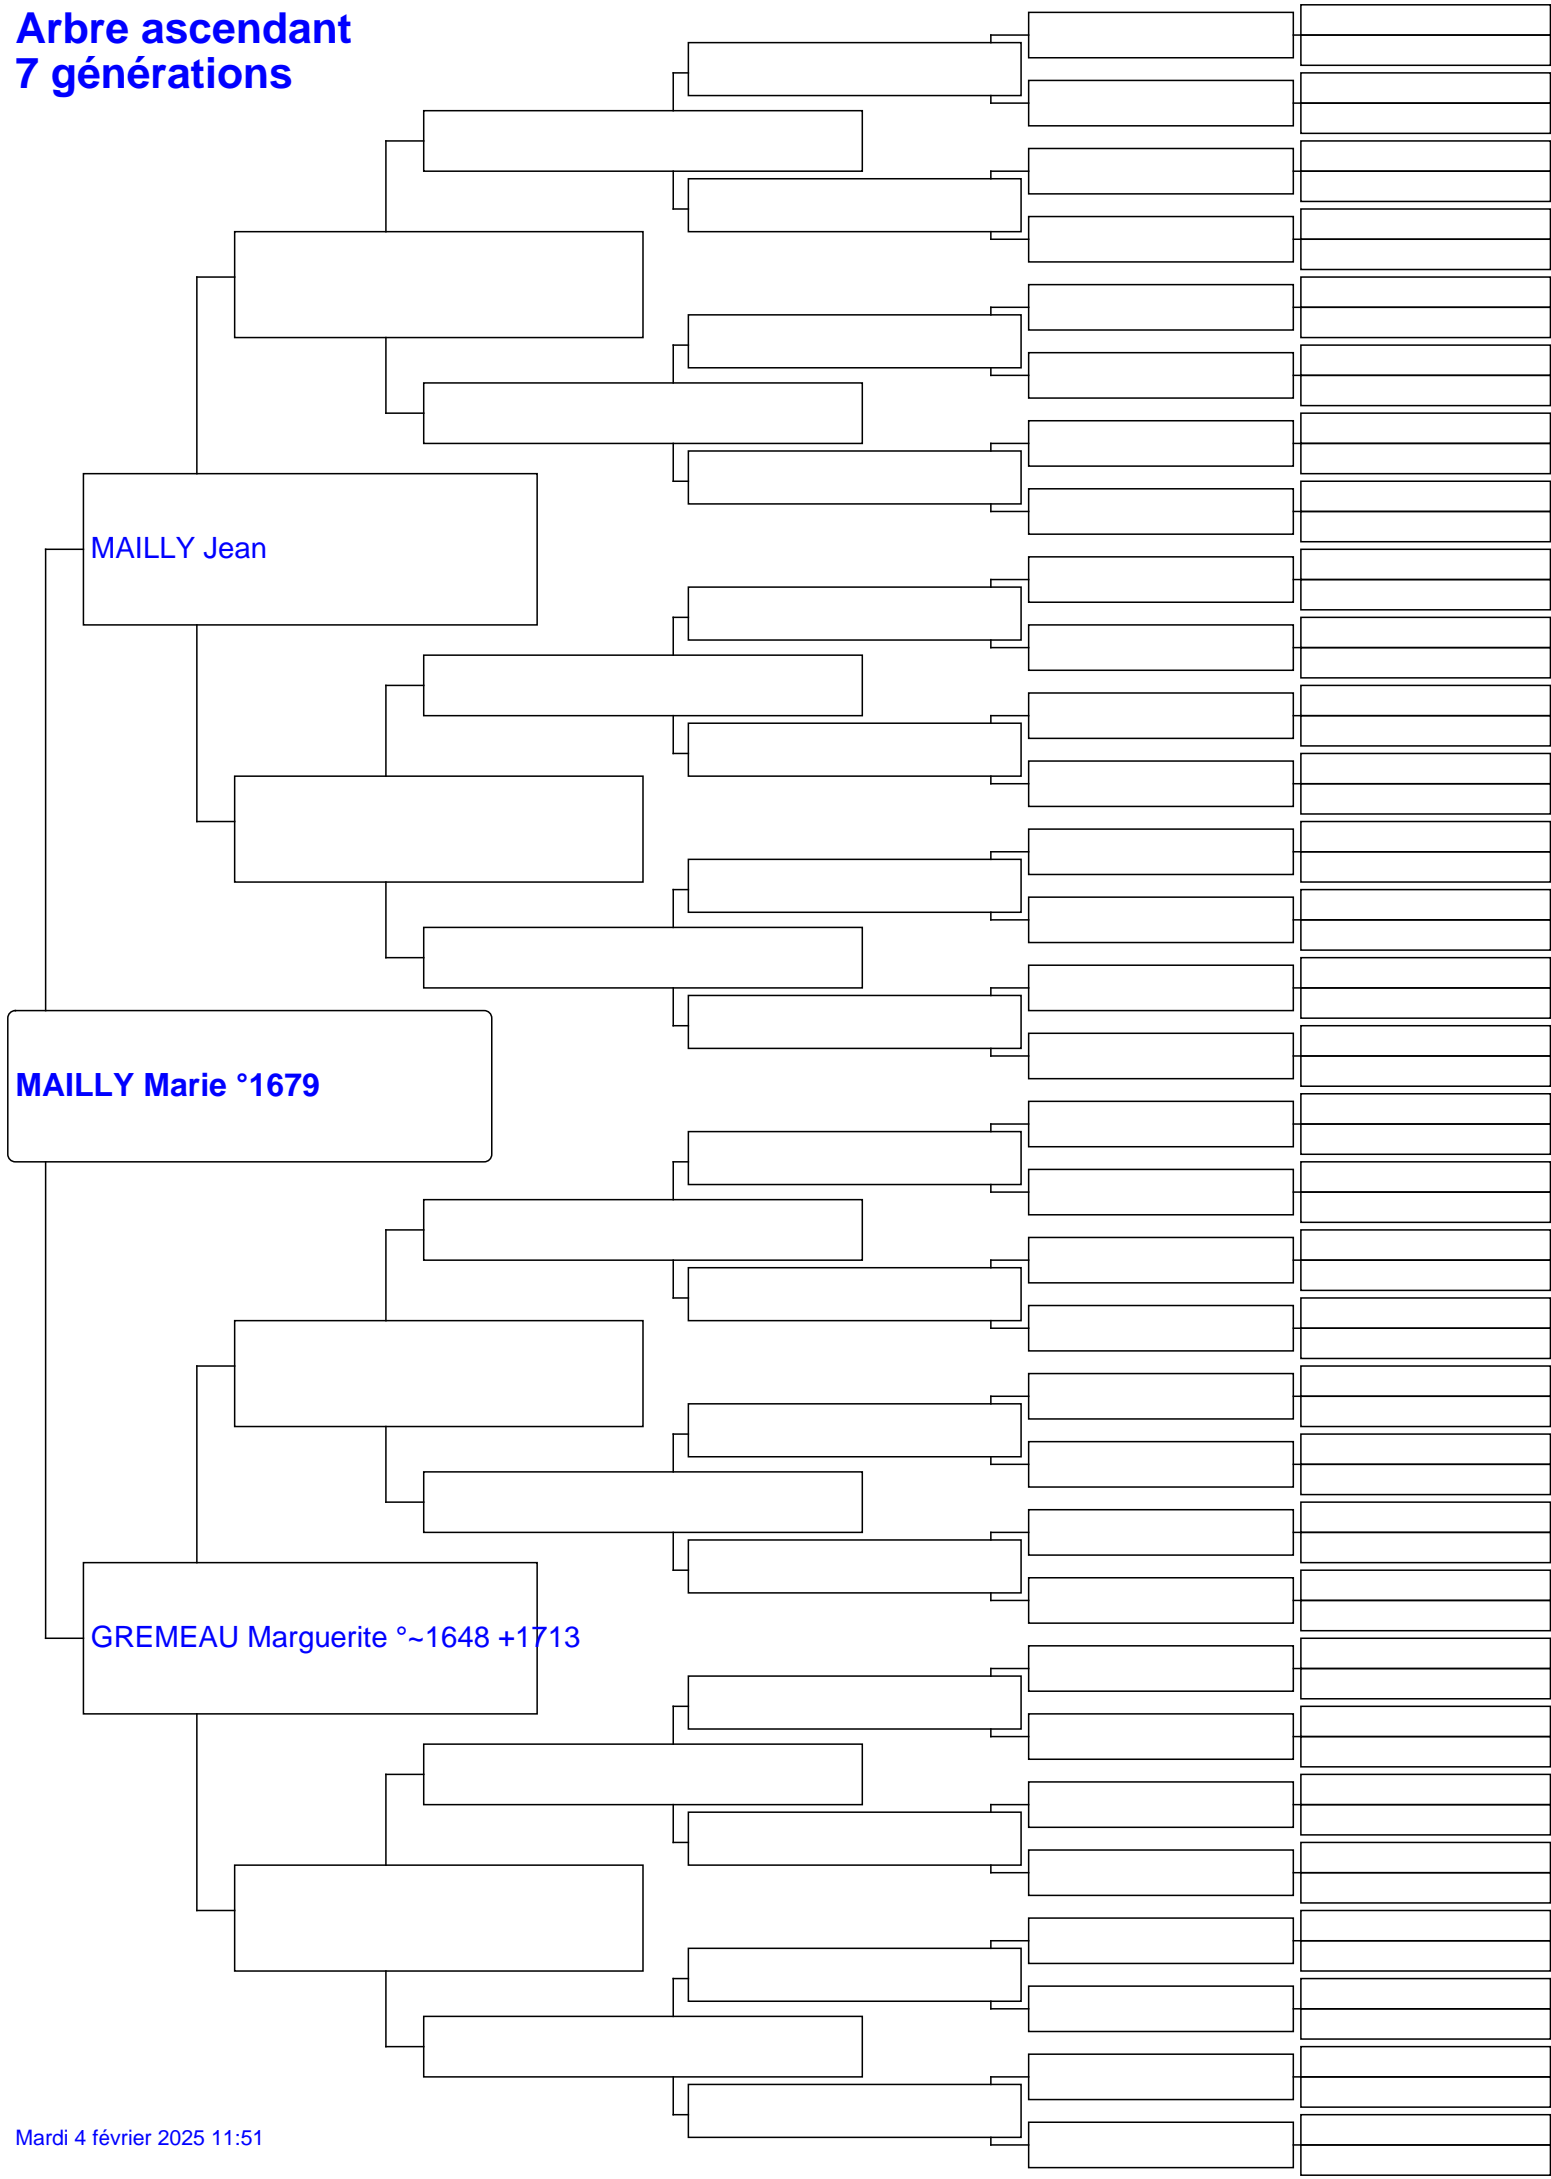 Arbre ascendant
7 générations
MAILLY Jean
MAILLY Marie °1679
GREMEAU Marguerite °~1648 +1713
Mardi 4 février 2025 11:51